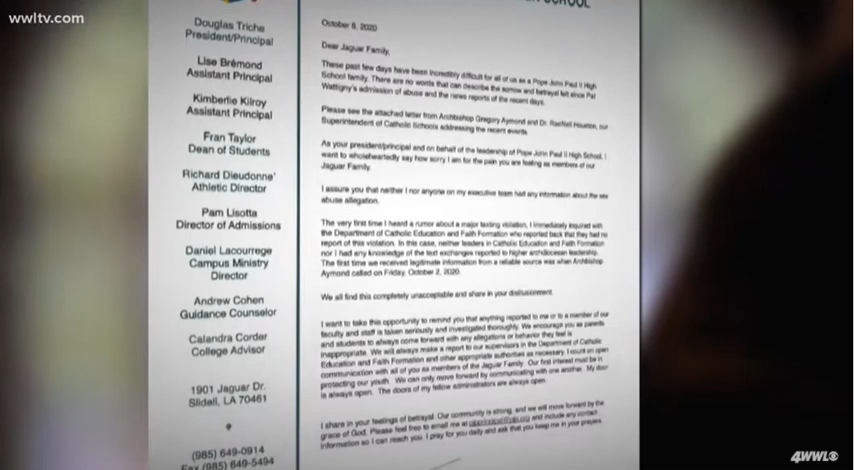 wwltv.com
SCHOOL
Douglas Triche
President/Principal
Lise Brémond
Assistant Principal
Kimberlie Kilroy
Assistant Principal
Fran Taylor
Dean of Students
Richard Dieudonne'
Athletic Director
Pam Lisotta
Director of Admissions
Daniel Lacourrege
Campus Ministry
Director
Andrew Cohen
Guidance Counselor
Calandra Corder
College Advisor
1901 Jaguar Dr.
Slidell, LA 70461
(985) 649-0914
Fax (985) 649-5494
October 6, 2020
Dear Jaguar Family,
These past few days have been incredibly difficult for all of us as a Pope John Paul II High
School family. There are no words that can describe the sorrow and betrayal felt since Pat
Wattigny's admission of abuse and the news reports of the recent days.
Please see the attached letter from Archbishop Gregory Aymond and Dr. RaeNell Houston, our
Superintendent of Catholic Schools addressing the recent events.
As your president/principal and on behalf of the leadership of Pope John Paul II High School, I
want to wholeheartedly say how sorry I am for the pain you are feeling as members of our
Jaguar Family.
I assure you that neither I nor anyone on my executive team had any information about the sex
abuse allegation.
The very first time I heard a rumor about a major texting violation, I immediately inquired with
the Department of Catholic Education and Faith Formation who reported back that they had no
report of this violation. In this case, neither leaders in Catholic Education and Faith Formation
nor I had any knowledge of the text exchanges reported to higher archdiocesan leadership.
The first time we received legitimate information from a reliable source was when Archbishop
Aymond called on Friday, October 2, 2020.
We all find this completely unacceptable and share in your disillusionment.
I want to take this opportunity to remind you that anything reported to me or to a member of our
faculty and staff is taken seriously and investigated thoroughly. We encourage you as parents
and students to always come forward with any allegations or behavior they feel is
inappropriate. We will always make a report to our supervisors in the Department of Catholic
Education and Faith Formation and other appropriate authorities as necessary. I count on open
communication with all of you as members of the Jaguar Family. Our first interest must be in
protecting our youth. We can only move forward by communicating with one another. My door
is always open. The doors of my fellow administrators are always open.
I share in your feelings of betrayal. Our community is strong, and we will move forward by the
grace of God. Please feel free to email me at and include any contact
information so I can reach you. I pray for you daily and ask that you keep me in your prayers
4WWL